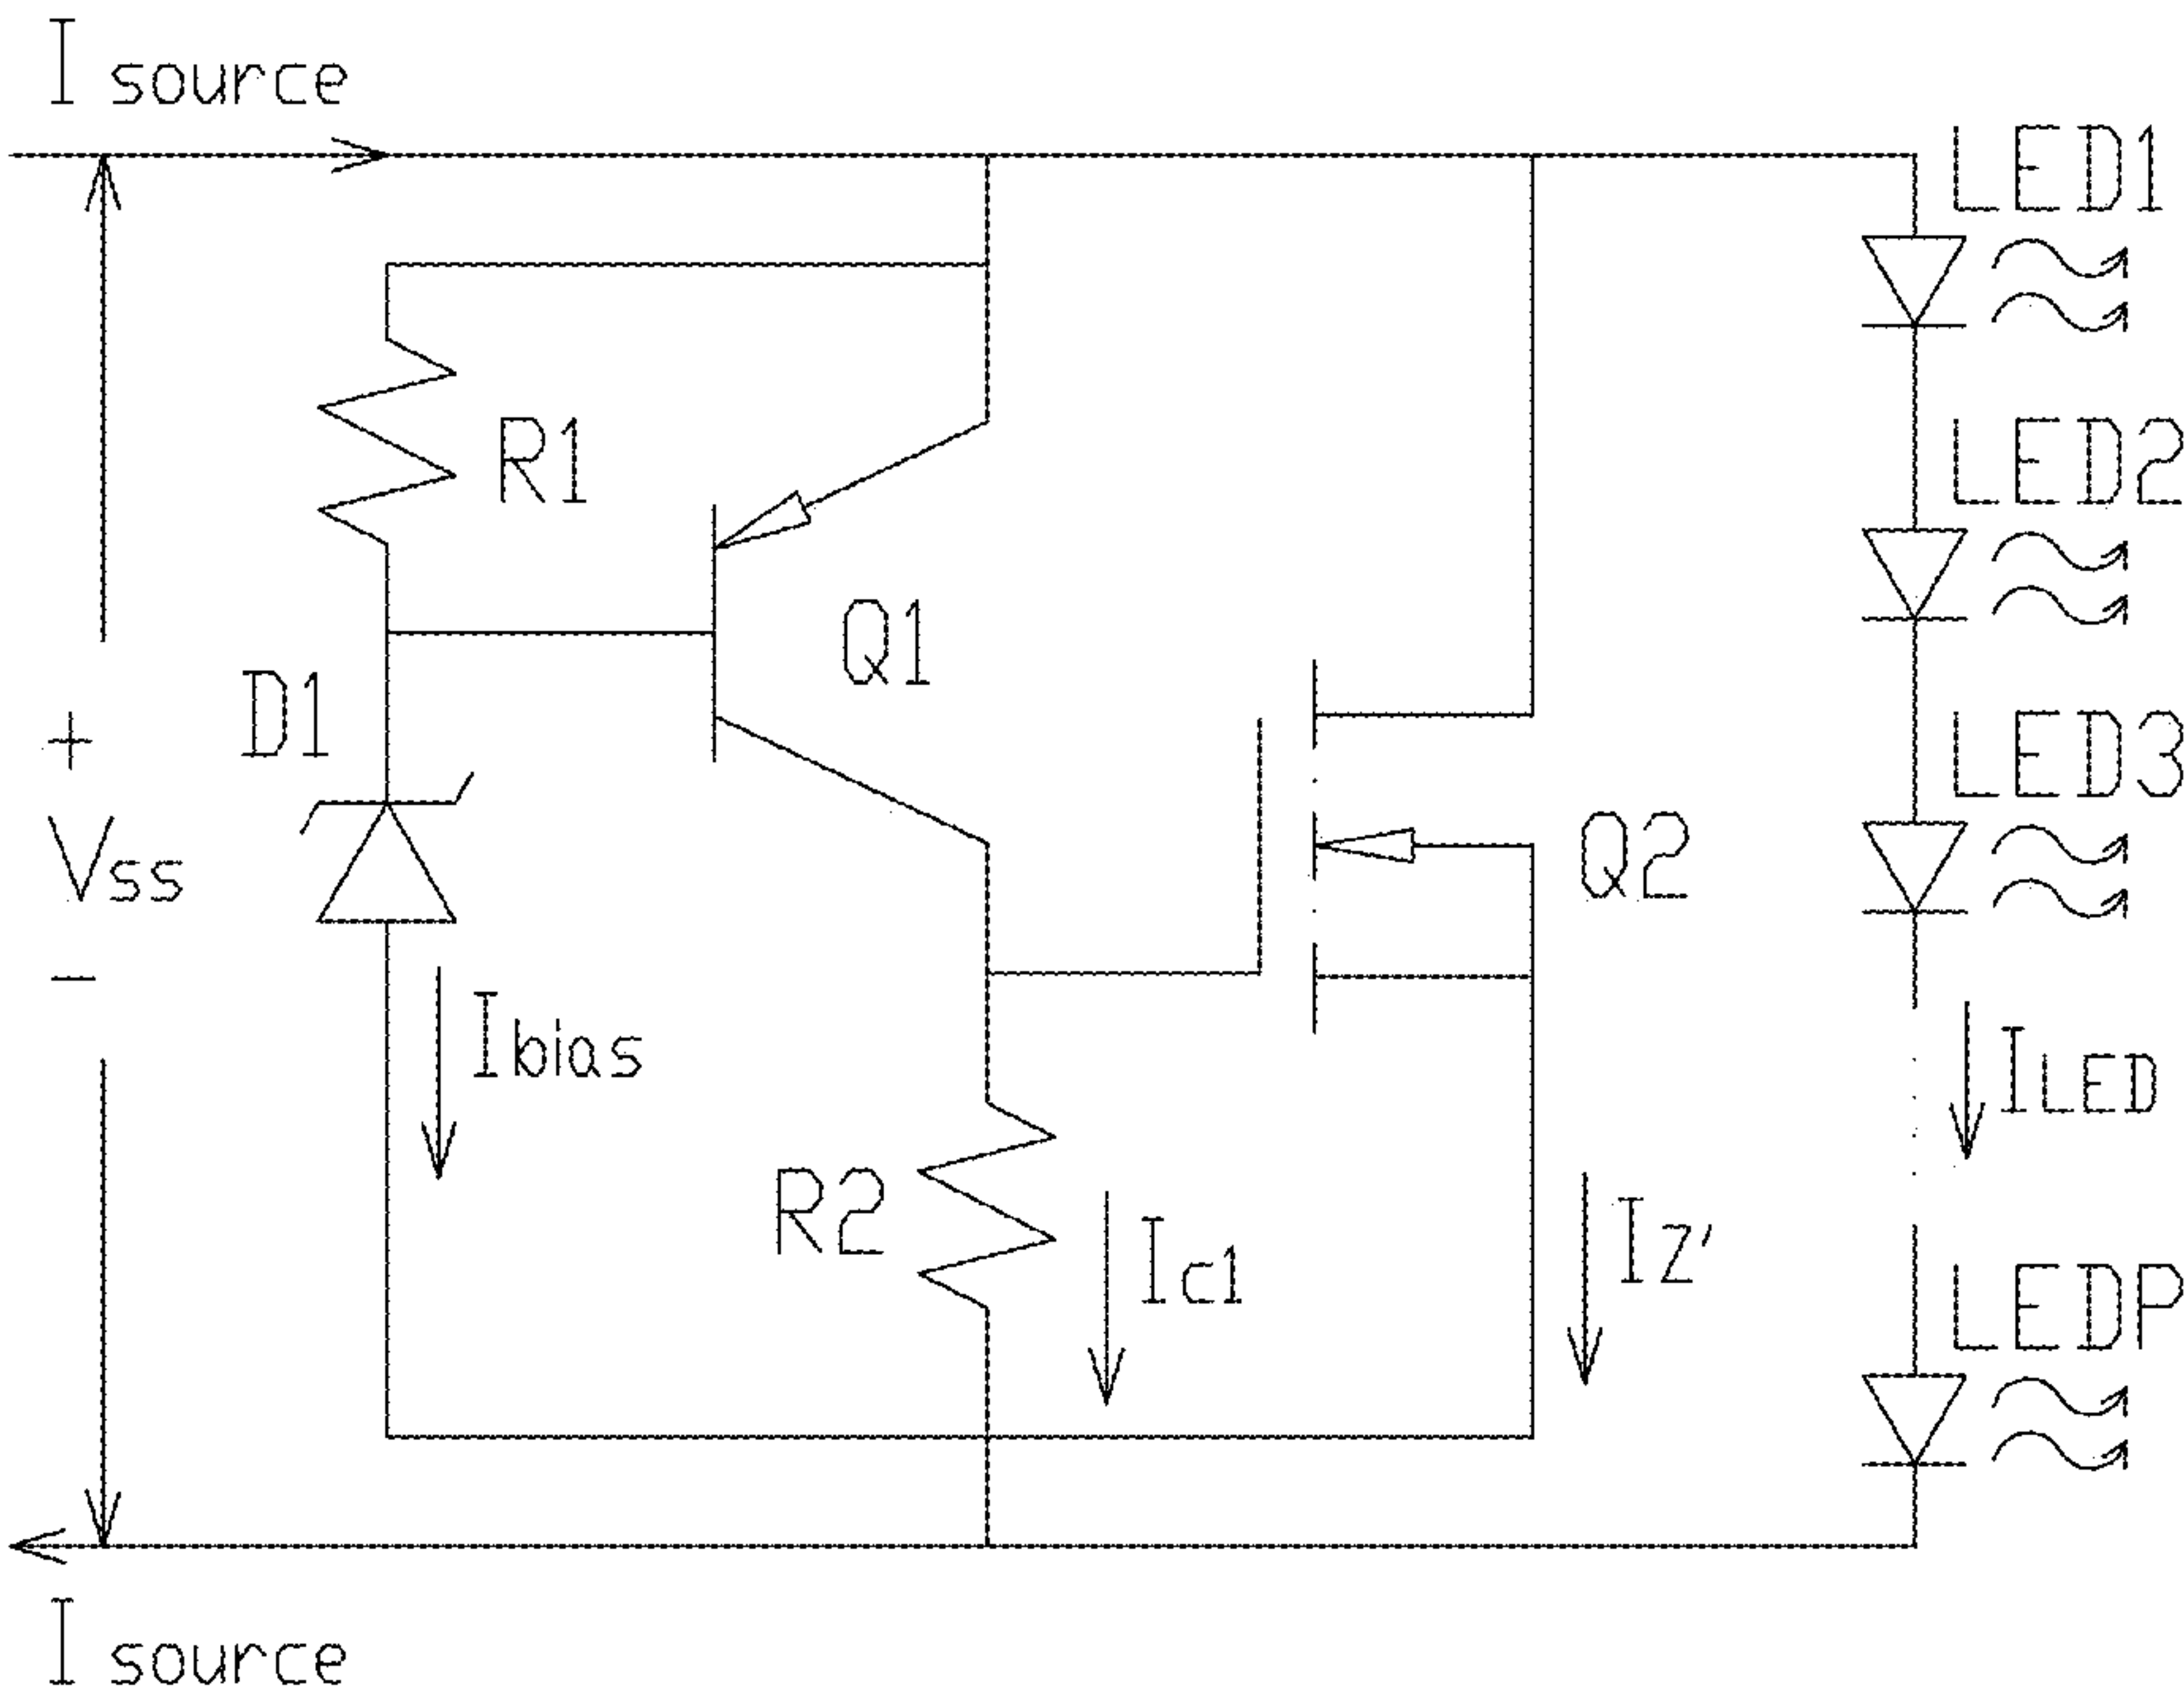 I source
LED1
R1
LED2
Q1
D1
LED3
+
Vss
-
Q2
Ibias
ILED
R2
Ic1
Iz'
LEDP
I source